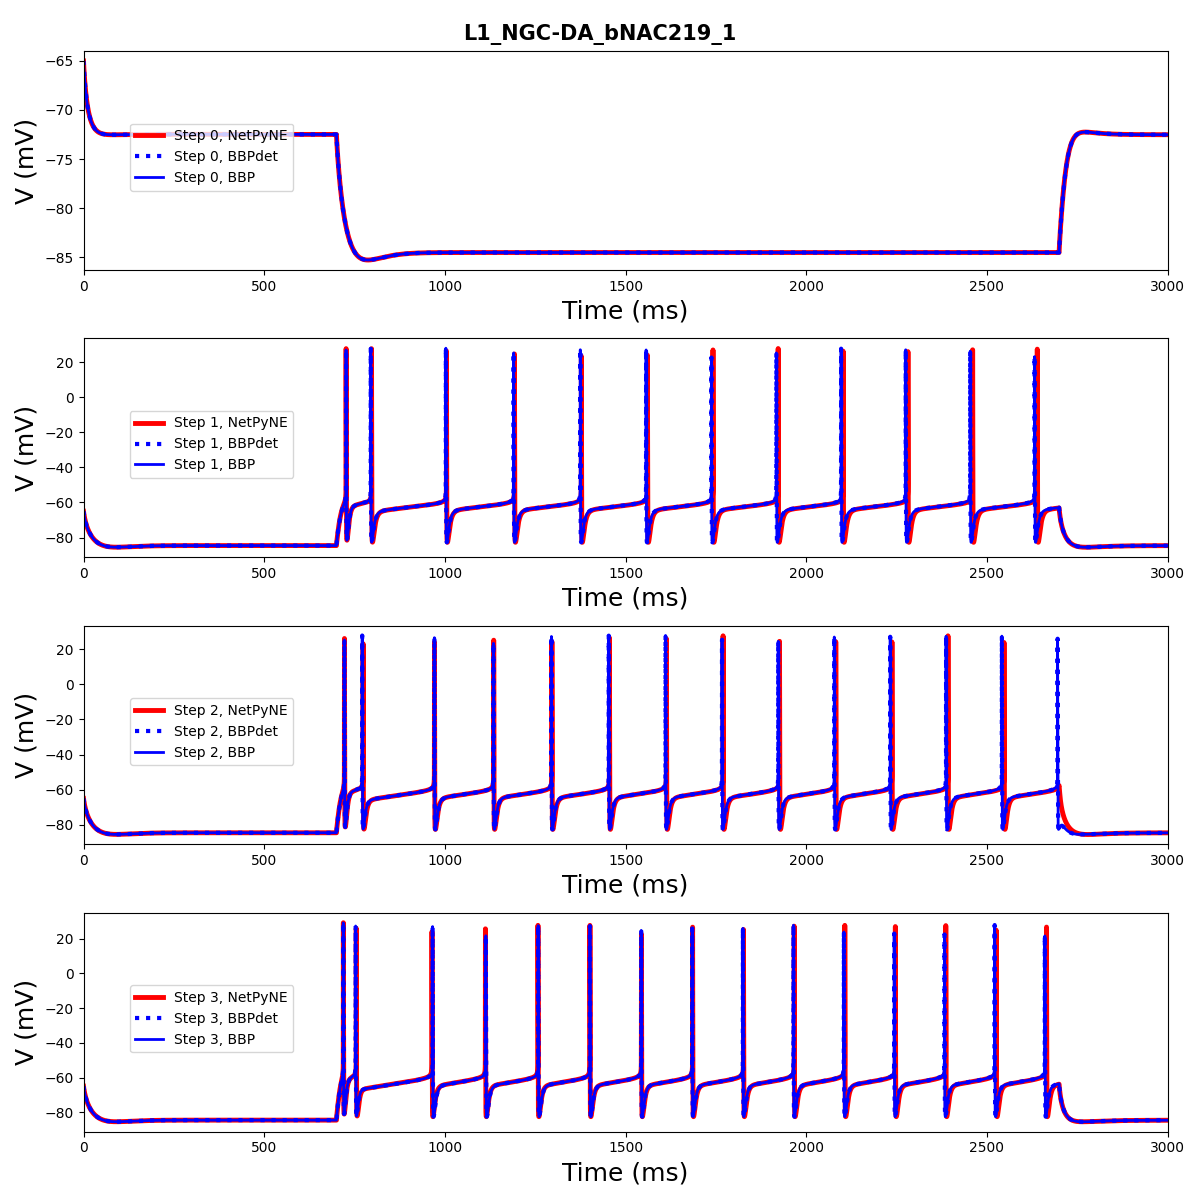 L1_NGC-DA_bNAC219_1
−65
−70
−75
−80
−85
V (mV)
Step 0, NetPyNE
Step 0, BBPdet
Step 0, BBP
0 500 1000 1500 2000 2500 3000
Time (ms)
20
0
−20
−40
−60
−80
V (mV)
Step 1, NetPyNE
Step 1, BBPdet
Step 1, BBP
0 500 1000 1500 2000 2500 3000
Time (ms)
20
0
−20
−40
−60
−80
V (mV)
Step 2, NetPyNE
Step 2, BBPdet
Step 2, BBP
0 500 1000 1500 2000 2500 3000
Time (ms)
20
0
−20
−40
−60
−80
V (mV)
Step 3, NetPyNE
Step 3, BBPdet
Step 3, BBP
0 500 1000 1500 2000 2500 3000
Time (ms)